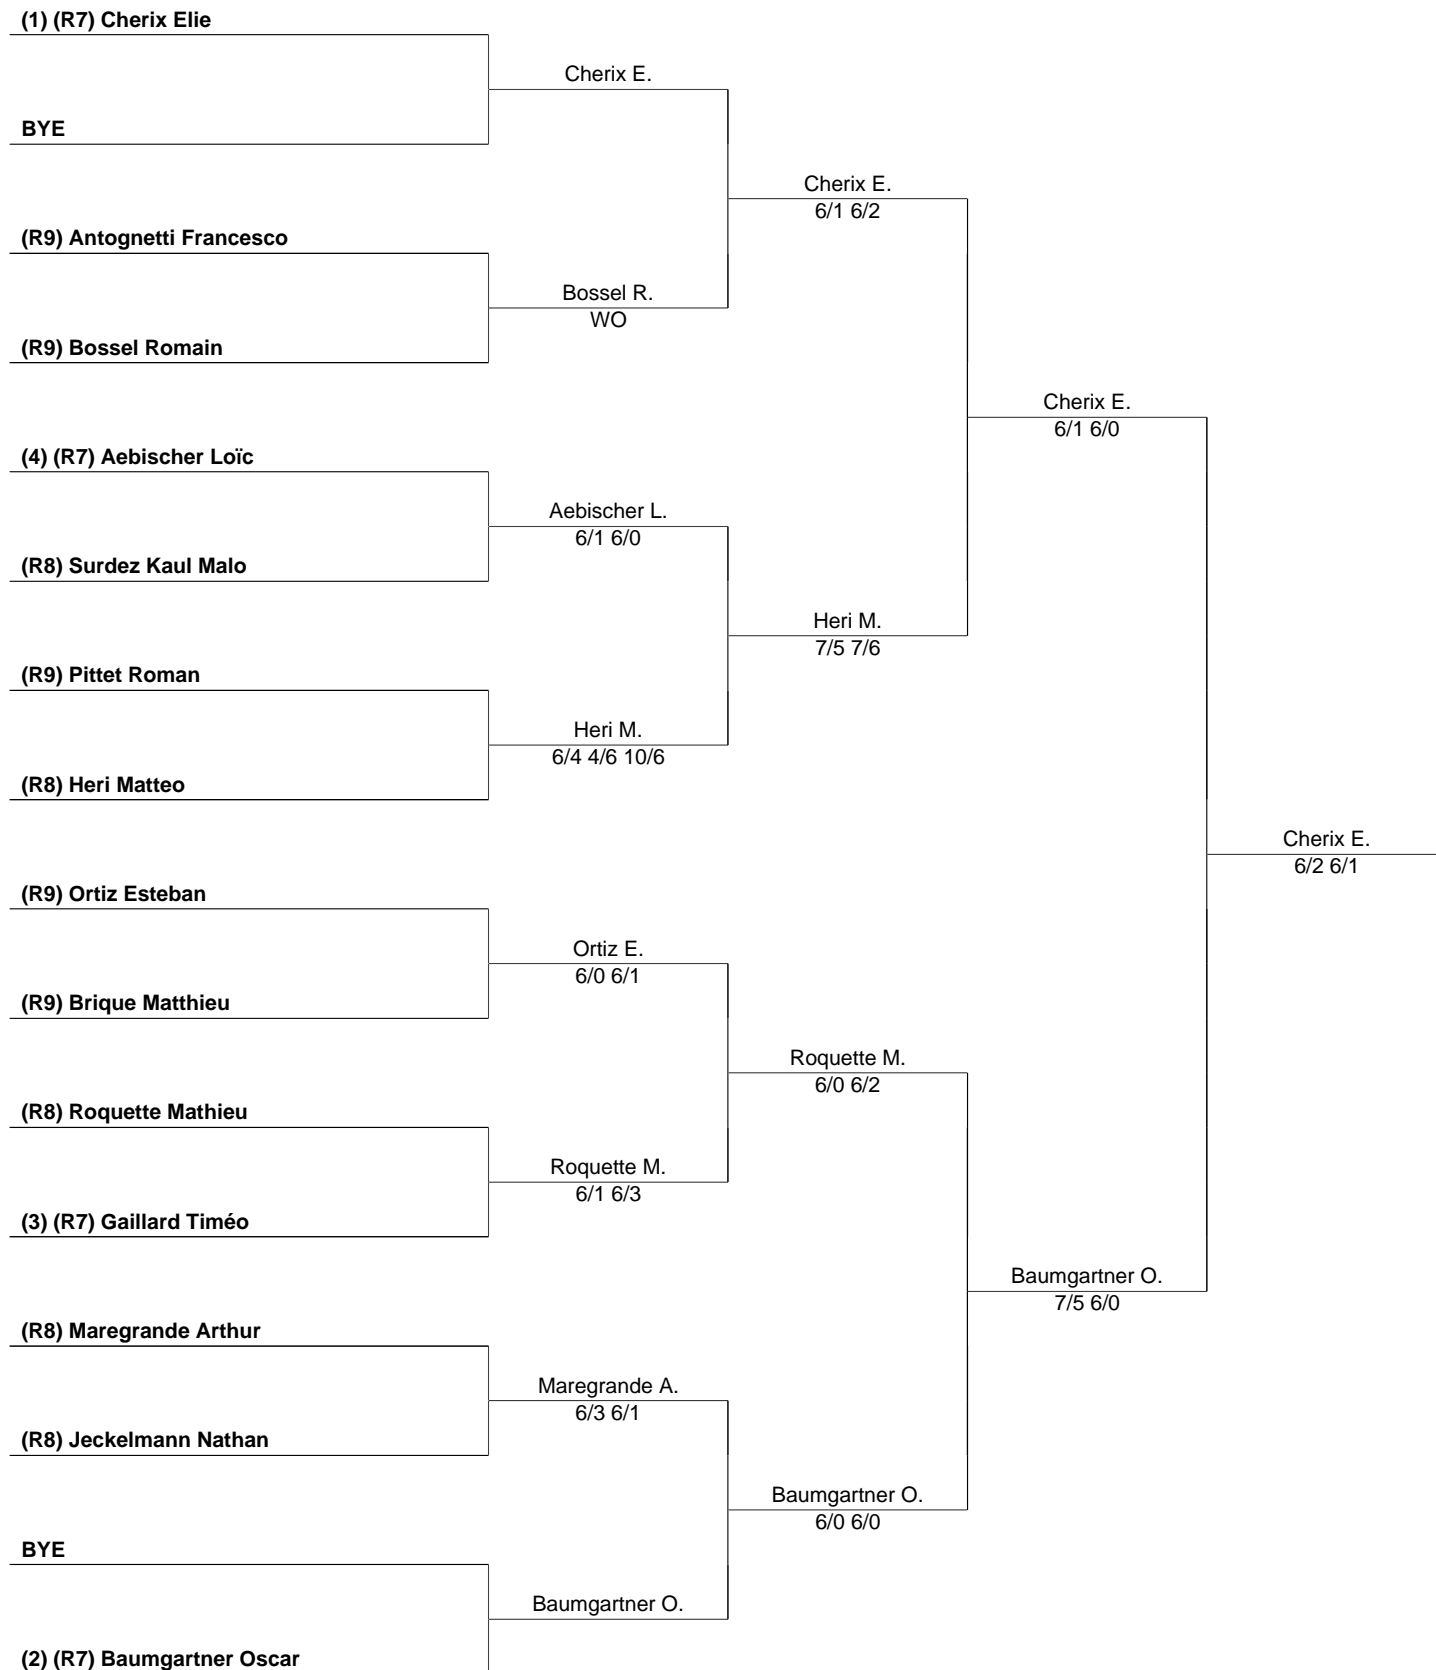 (1) (R7) Cherix Elie
Cherix E.
BYE
Cherix E.
6/1 6/2
(R9) Antognetti Francesco
Bossel R.
WO
(R9) Bossel Romain
Cherix E.
6/1 6/0
(4) (R7) Aebischer Loïc
Aebischer L.
6/1 6/0
(R8) Surdez Kaul Malo
Heri M.
7/5 7/6
(R9) Pittet Roman
Heri M.
6/4 4/6 10/6
(R8) Heri Matteo
Cherix E.
6/2 6/1
(R9) Ortiz Esteban
Ortiz E.
6/0 6/1
(R9) Brique Matthieu
Roquette M.
6/0 6/2
(R8) Roquette Mathieu
Roquette M.
6/1 6/3
(3) (R7) Gaillard Timéo
Baumgartner O.
7/5 6/0
(R8) Maregrande Arthur
Maregrande A.
6/3 6/1
(R8) Jeckelmann Nathan
Baumgartner O.
6/0 6/0
BYE
Baumgartner O.
(2) (R7) Baumgartner Oscar